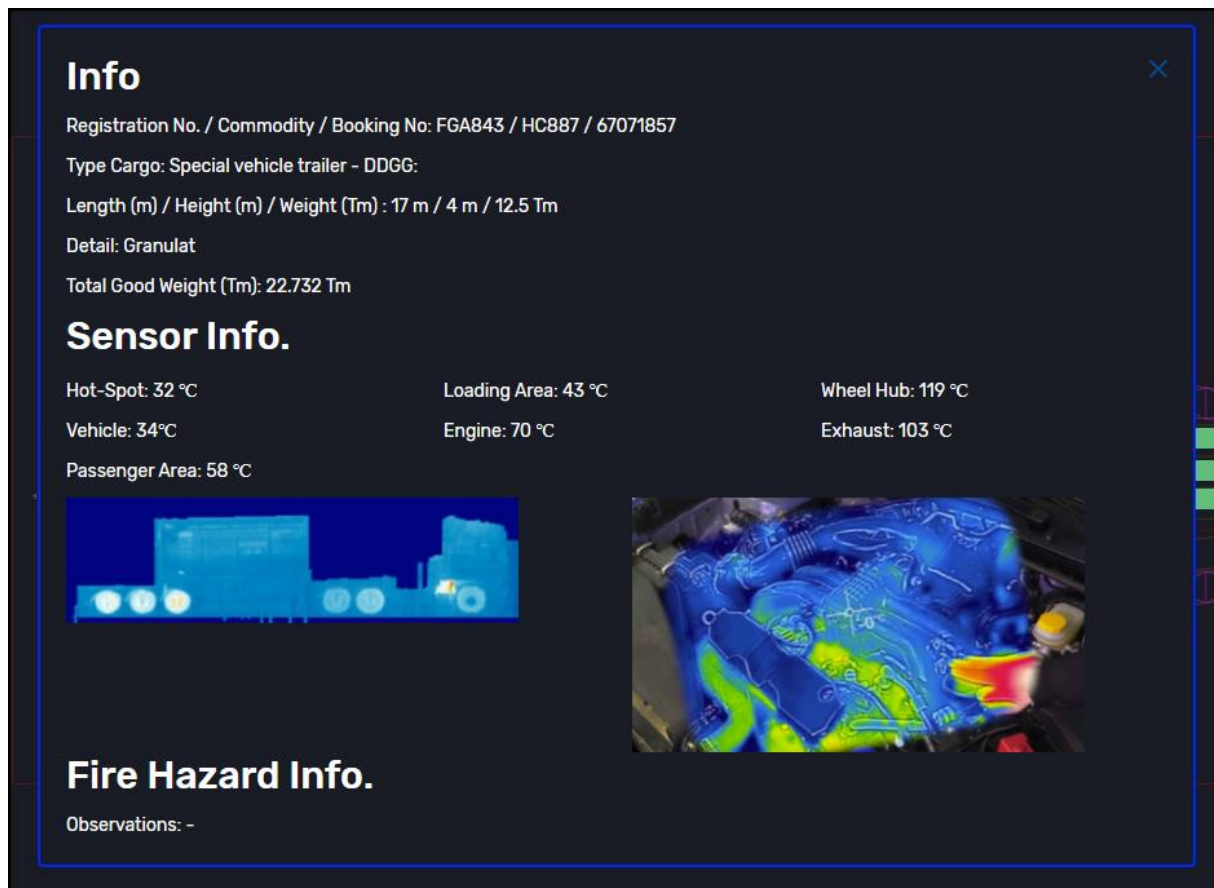 Info
Registration No. / Commodity / Booking No: FGA843 / HC887 / 67071857
Type Cargo: Special vehicle trailer - DDGG:
Length (m) / Height (m) / Weight (Tm) : 17 m / 4 m / 12.5 Tm
Detail: Granulat
Total Good Weight (Tm): 22.732 Tm
Sensor Info.
Hot-Spot: 32 ℃ Loading Area: 43 ℃ Wheel Hub: 119 ℃
Vehicle: 34℃ Engine: 70 ℃ Exhaust: 103 ℃
Passenger Area: 58 ℃
Fire Hazard Info.
Observations: -